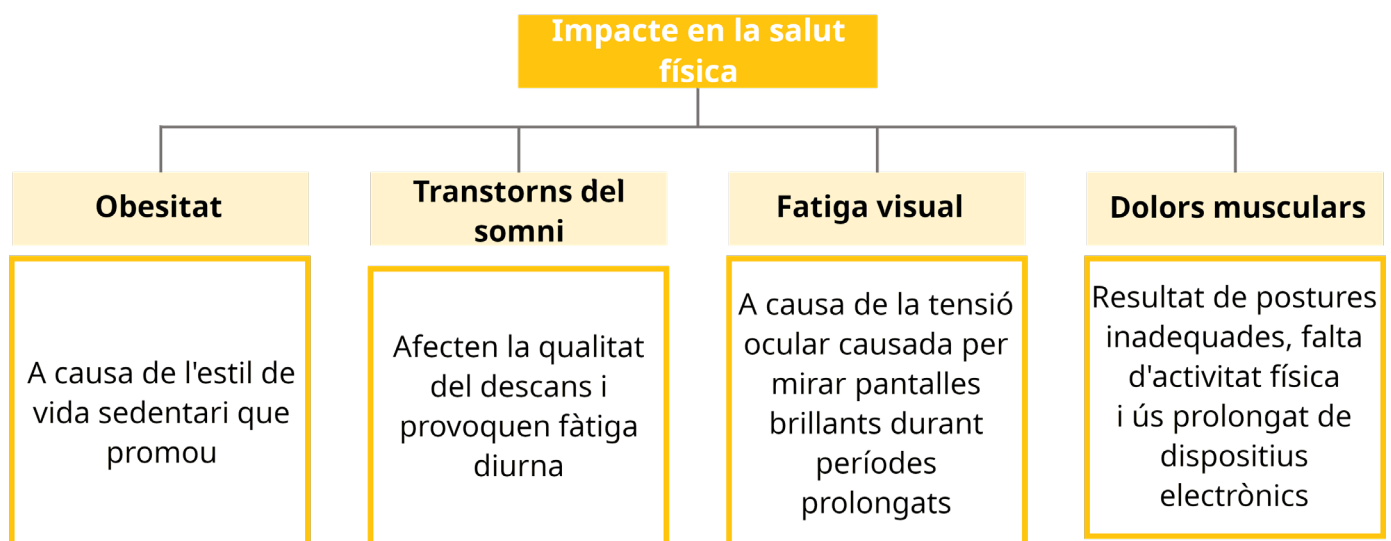 Impacte en la salut
física
Obesitat
A causa de l'estil de
vida sedentari que
promou
Transtorns del
somni
Afecten la qualitat
del descans i
provoquen fàtiga
diurna
Fatiga visual
A causa de la tensió
ocular causada per
mirar pantalles
brillants durant
períodes
prolongats
Dolors musculars
Resultat de postures
inadequades, falta
d'activitat física
i ús prolongat de
dispositius
electrònics